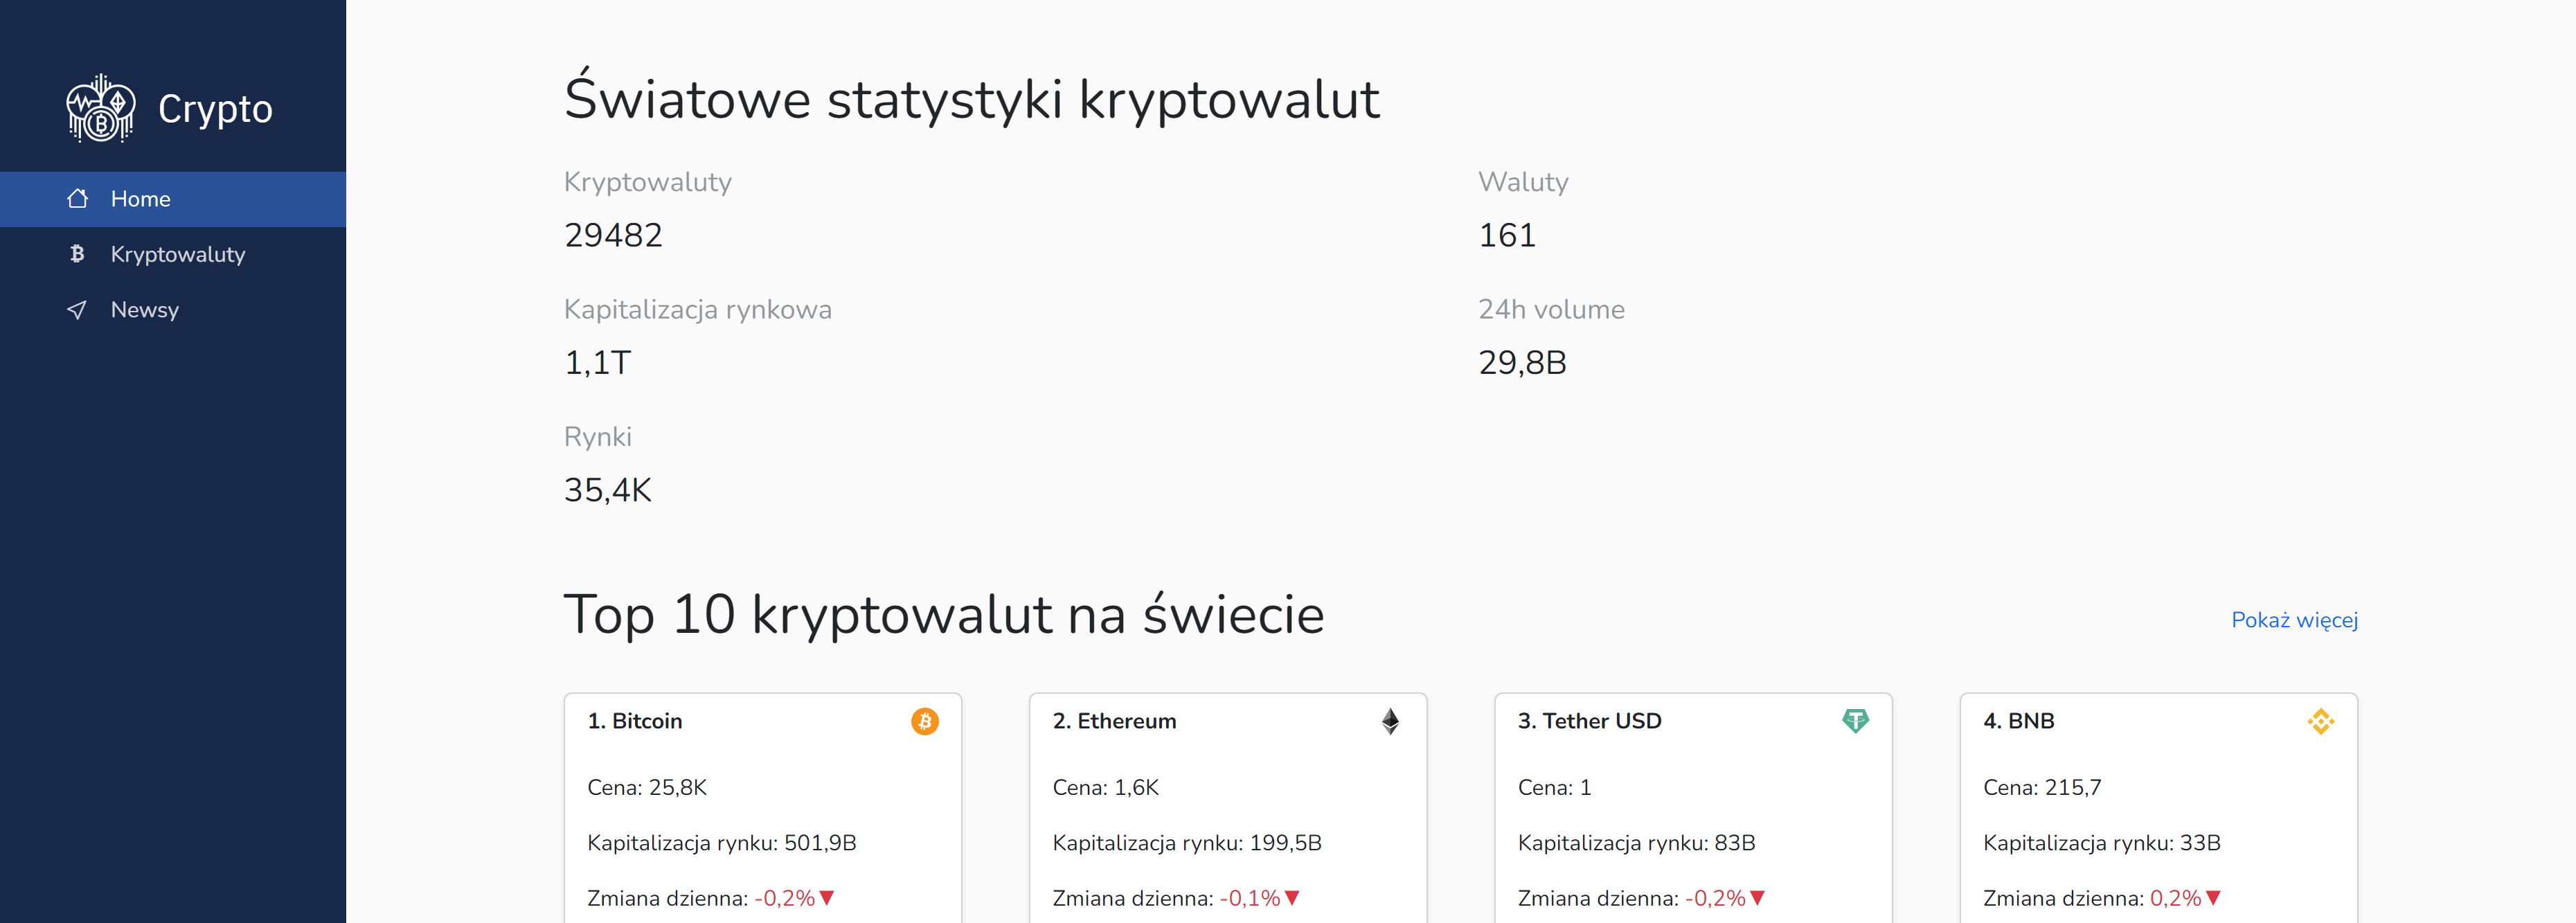 Crypto
Home
Kryptowaluty
Newsy
Światowe statystyki kryptowalut
Kryptowaluty
29482
Waluty
161
Kapitalizacja rynkowa
1,1T
24h volume
29,8B
Rynki
35,4K
Top 10 kryptowalut na świecie
Pokaż więcej
1. Bitcoin
Cena: 25,8K
Kapitalizacja rynku: 501,9B
Zmiana dzienna: -0,2%▼
2. Ethereum
Cena: 1,6K
Kapitalizacja rynku: 199,5B
Zmiana dzienna: -0,1%▼
3. Tether USD
Cena: 1
Kapitalizacja rynku: 83B
Zmiana dzienna: -0,2%▼
4. BNB
Cena: 215,7
Kapitalizacja rynku: 33B
Zmiana dzienna: 0,2%▼